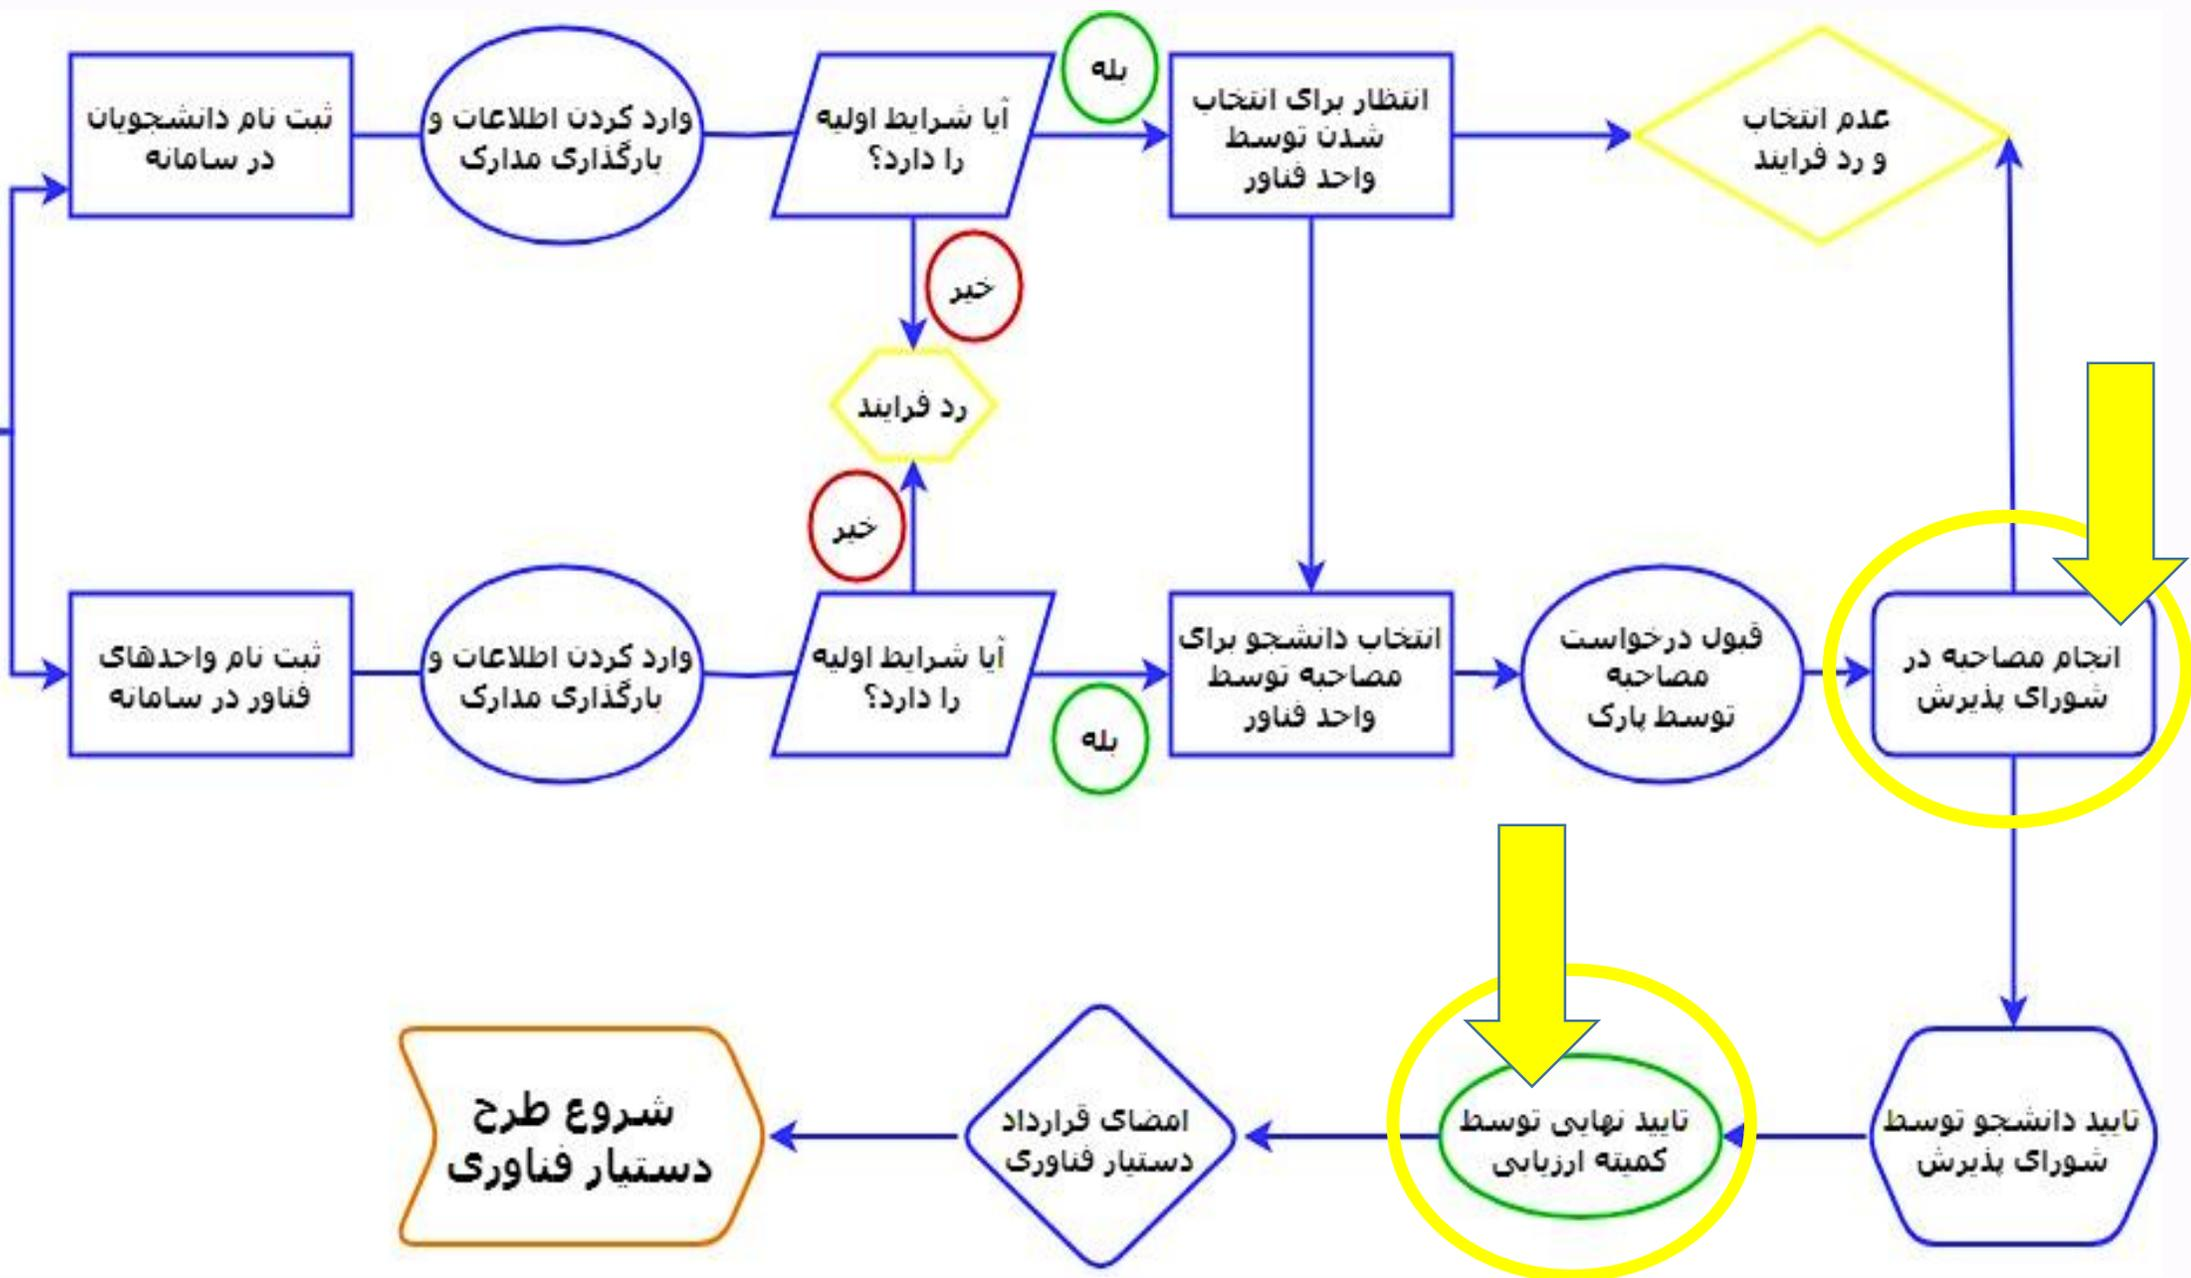 ثبت نام دانشجویان
در سامانه
وارد کردن اطلاعات و
بارگذاری مدارک
آیا شرایط اولیه
را دارد؟
بله
انتظار برای انتخاب
شدن توسط
واحد فناور
عدم انتخاب
و رد فرایند
خیر
رد فرایند
خیر
ثبت نام واحدهای
فناور در سامانه
وارد کردن اطلاعات و
بارگذاری مدارک
آیا شرایط اولیه
را دارد؟
بله
انتخاب دانشجو برای
مصاحبه توسط
واحد فناور
قبول درخواست
مصاحبه
توسط پارک
انجام مصاحبه در
شورای پذیرش
تایید دانشجو توسط
شورای پذیرش
تایید نهایی توسط
کمیته ارزیابی
امضای قرارداد
دستیار فناوری
شروع طرح
دستیار فناوری